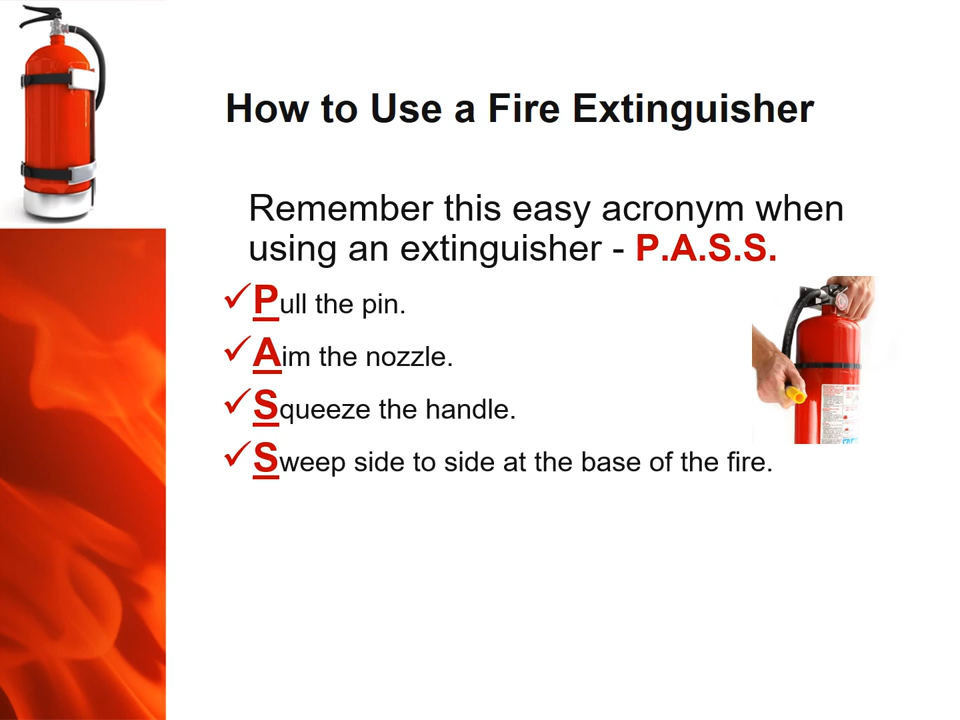 How to Use a Fire Extinguisher
Remember this easy acronym when
using an extinguisher - P.A.S.S.
✓Pull the pin.
✓Aim the nozzle.
✓Squeeze the handle.
✓Sweep side to side at the base of the fire.